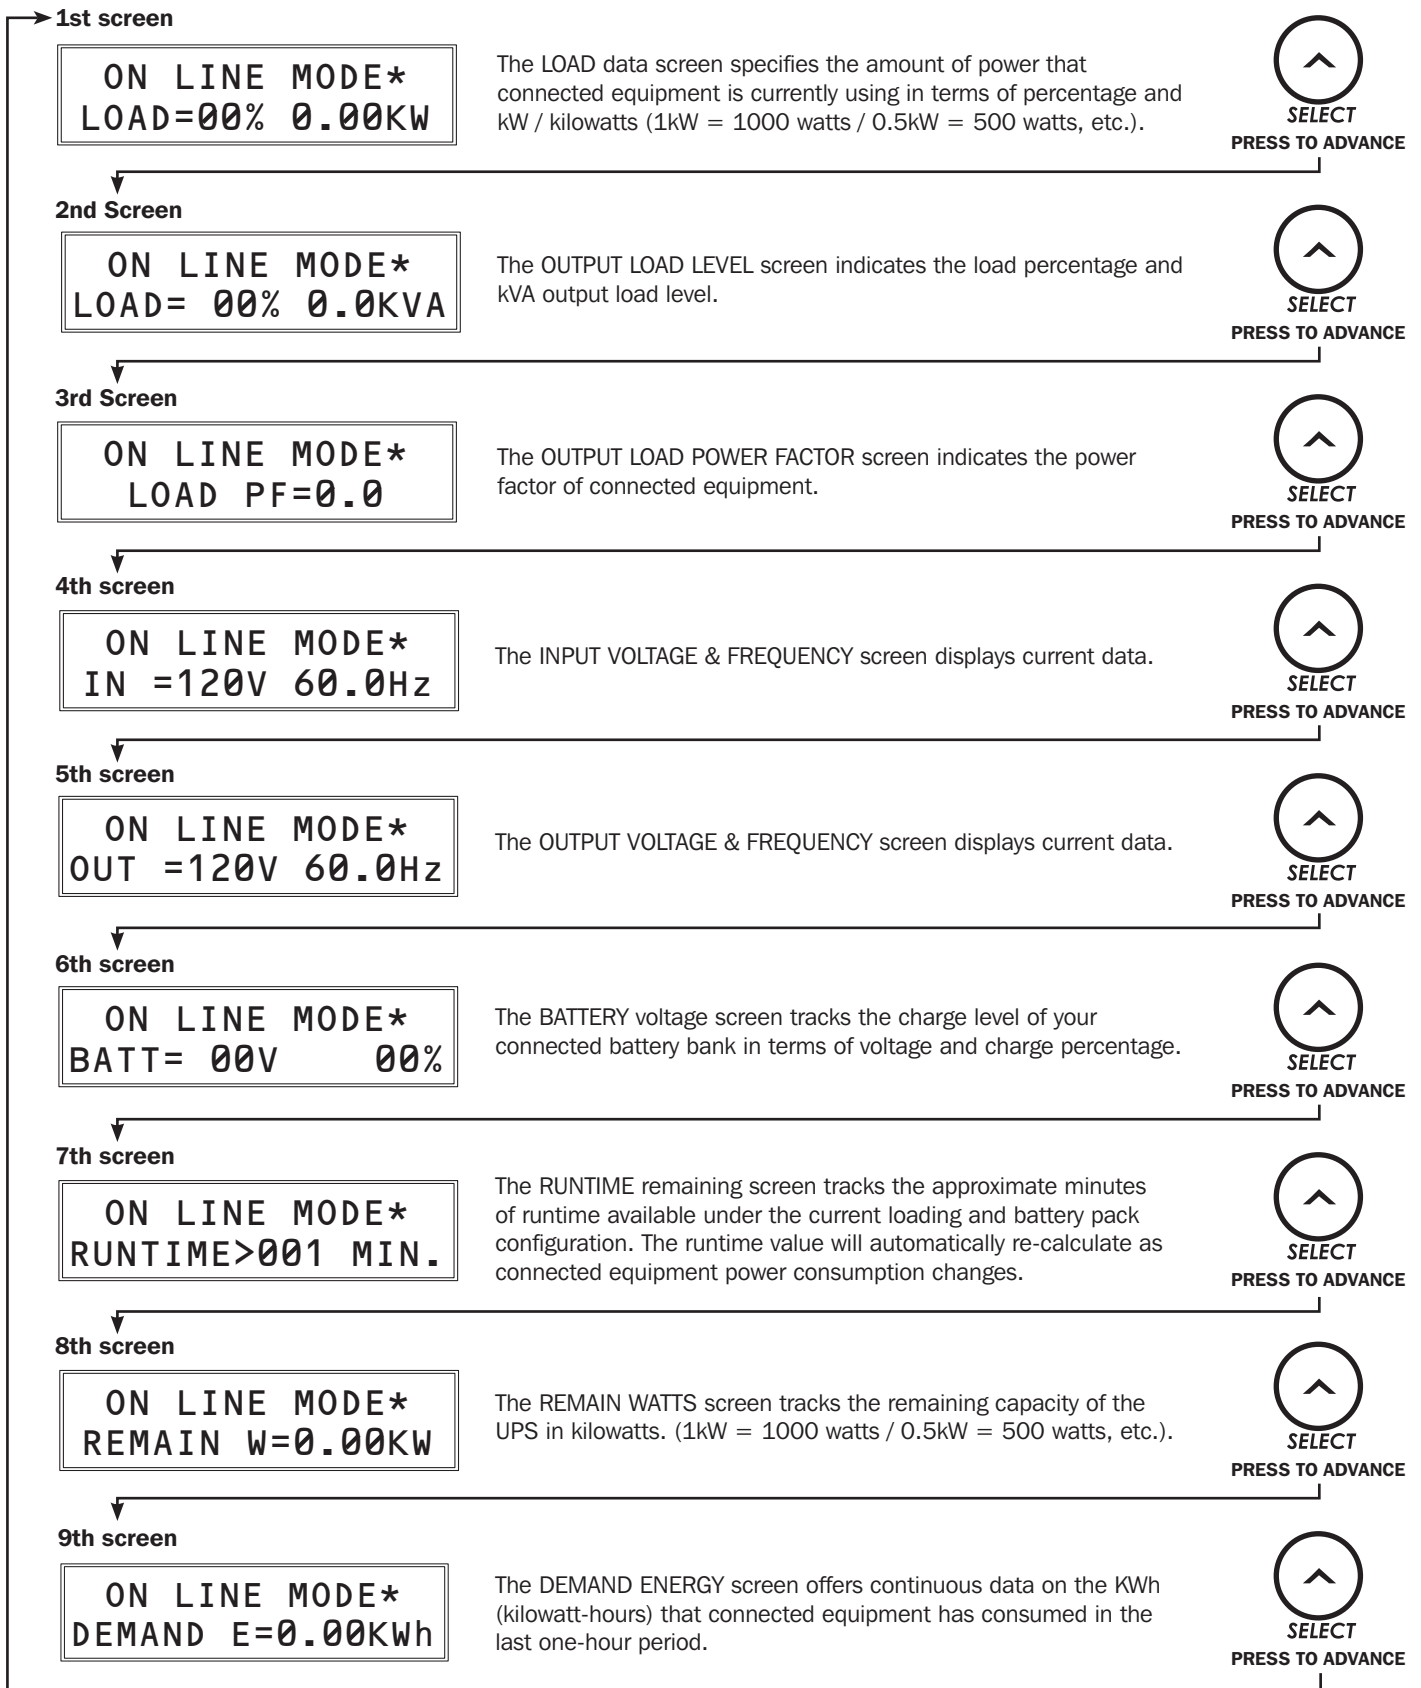 1st screen
ON LINE MODE*
LOAD=00% 0.00KW
The LOAD data screen specifies the amount of power that
connected equipment is currently using in terms of percentage and
kW / kilowatts (1kW = 1000 watts / 0.5kW = 500 watts, etc.).
SELECT
PRESS TO ADVANCE
2nd Screen
ON LINE MODE*
LOAD= 00% 0.0KVA
The OUTPUT LOAD LEVEL screen indicates the load percentage and
kVA output load level.
SELECT
PRESS TO ADVANCE
3rd Screen
ON LINE MODE*
LOAD PF=0.0
The OUTPUT LOAD POWER FACTOR screen indicates the power
factor of connected equipment.
SELECT
PRESS TO ADVANCE
4th screen
ON LINE MODE*
IN =120V 60.0Hz
The INPUT VOLTAGE & FREQUENCY screen displays current data.
SELECT
PRESS TO ADVANCE
5th screen
ON LINE MODE*
OUT =120V 60.0Hz
The OUTPUT VOLTAGE & FREQUENCY screen displays current data.
SELECT
PRESS TO ADVANCE
6th screen
ON LINE MODE*
BATT= 00V 00%
The BATTERY voltage screen tracks the charge level of your
connected battery bank in terms of voltage and charge percentage.
SELECT
PRESS TO ADVANCE
7th screen
ON LINE MODE*
RUNTIME>001 MIN.
The RUNTIME remaining screen tracks the approximate minutes
of runtime available under the current loading and battery pack
configuration. The runtime value will automatically re-calculate as
connected equipment power consumption changes.
SELECT
PRESS TO ADVANCE
8th screen
ON LINE MODE*
REMAIN W=0.00KW
The REMAIN WATTS screen tracks the remaining capacity of the
UPS in kilowatts. (1kW = 1000 watts / 0.5kW = 500 watts, etc.).
SELECT
PRESS TO ADVANCE
9th screen
ON LINE MODE*
DEMAND E=0.00KWh
The DEMAND ENERGY screen offers continuous data on the KWh
(kilowatt-hours) that connected equipment has consumed in the
last one-hour period.
SELECT
PRESS TO ADVANCE